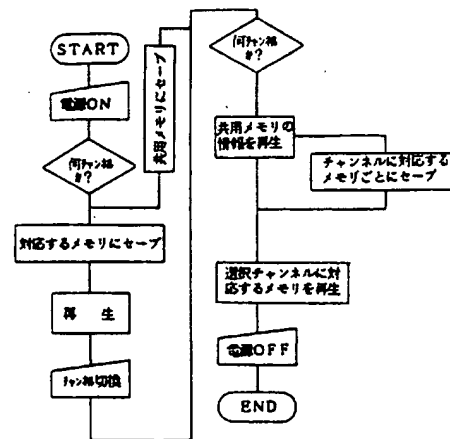 START
電源ON
何チャンネル
か?
対応するメモリにセーブ
再 生
チャンネル切換
共用メモリにセーブ
何チャンネル
か?
共用メモリの
情報を再生
チャンネルに対応する
メモリごとにセーブ
選択チャンネルに対
応するメモリを再生
電源OFF
END